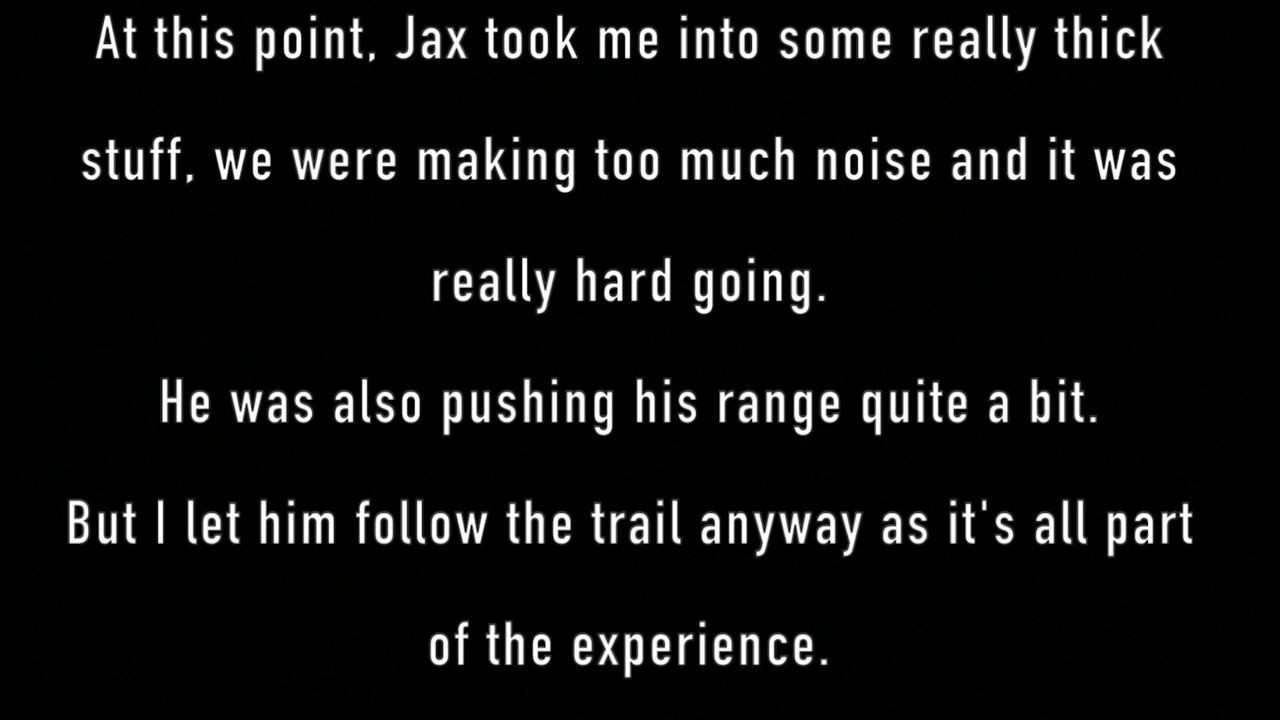 At this point, Jax took me into some really thick
stuff, we were making too much noise and it was
really hard going.
He was also pushing his range quite a bit.
But I let him follow the trail anyway as it's all part
of the experience.